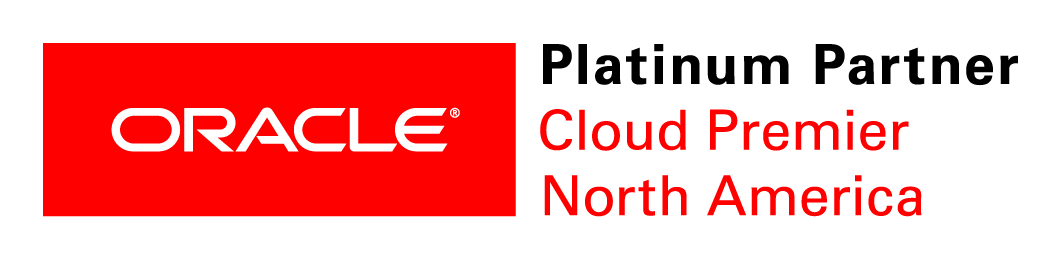 ORACLE®
Platinum Partner
Cloud Premier
North America